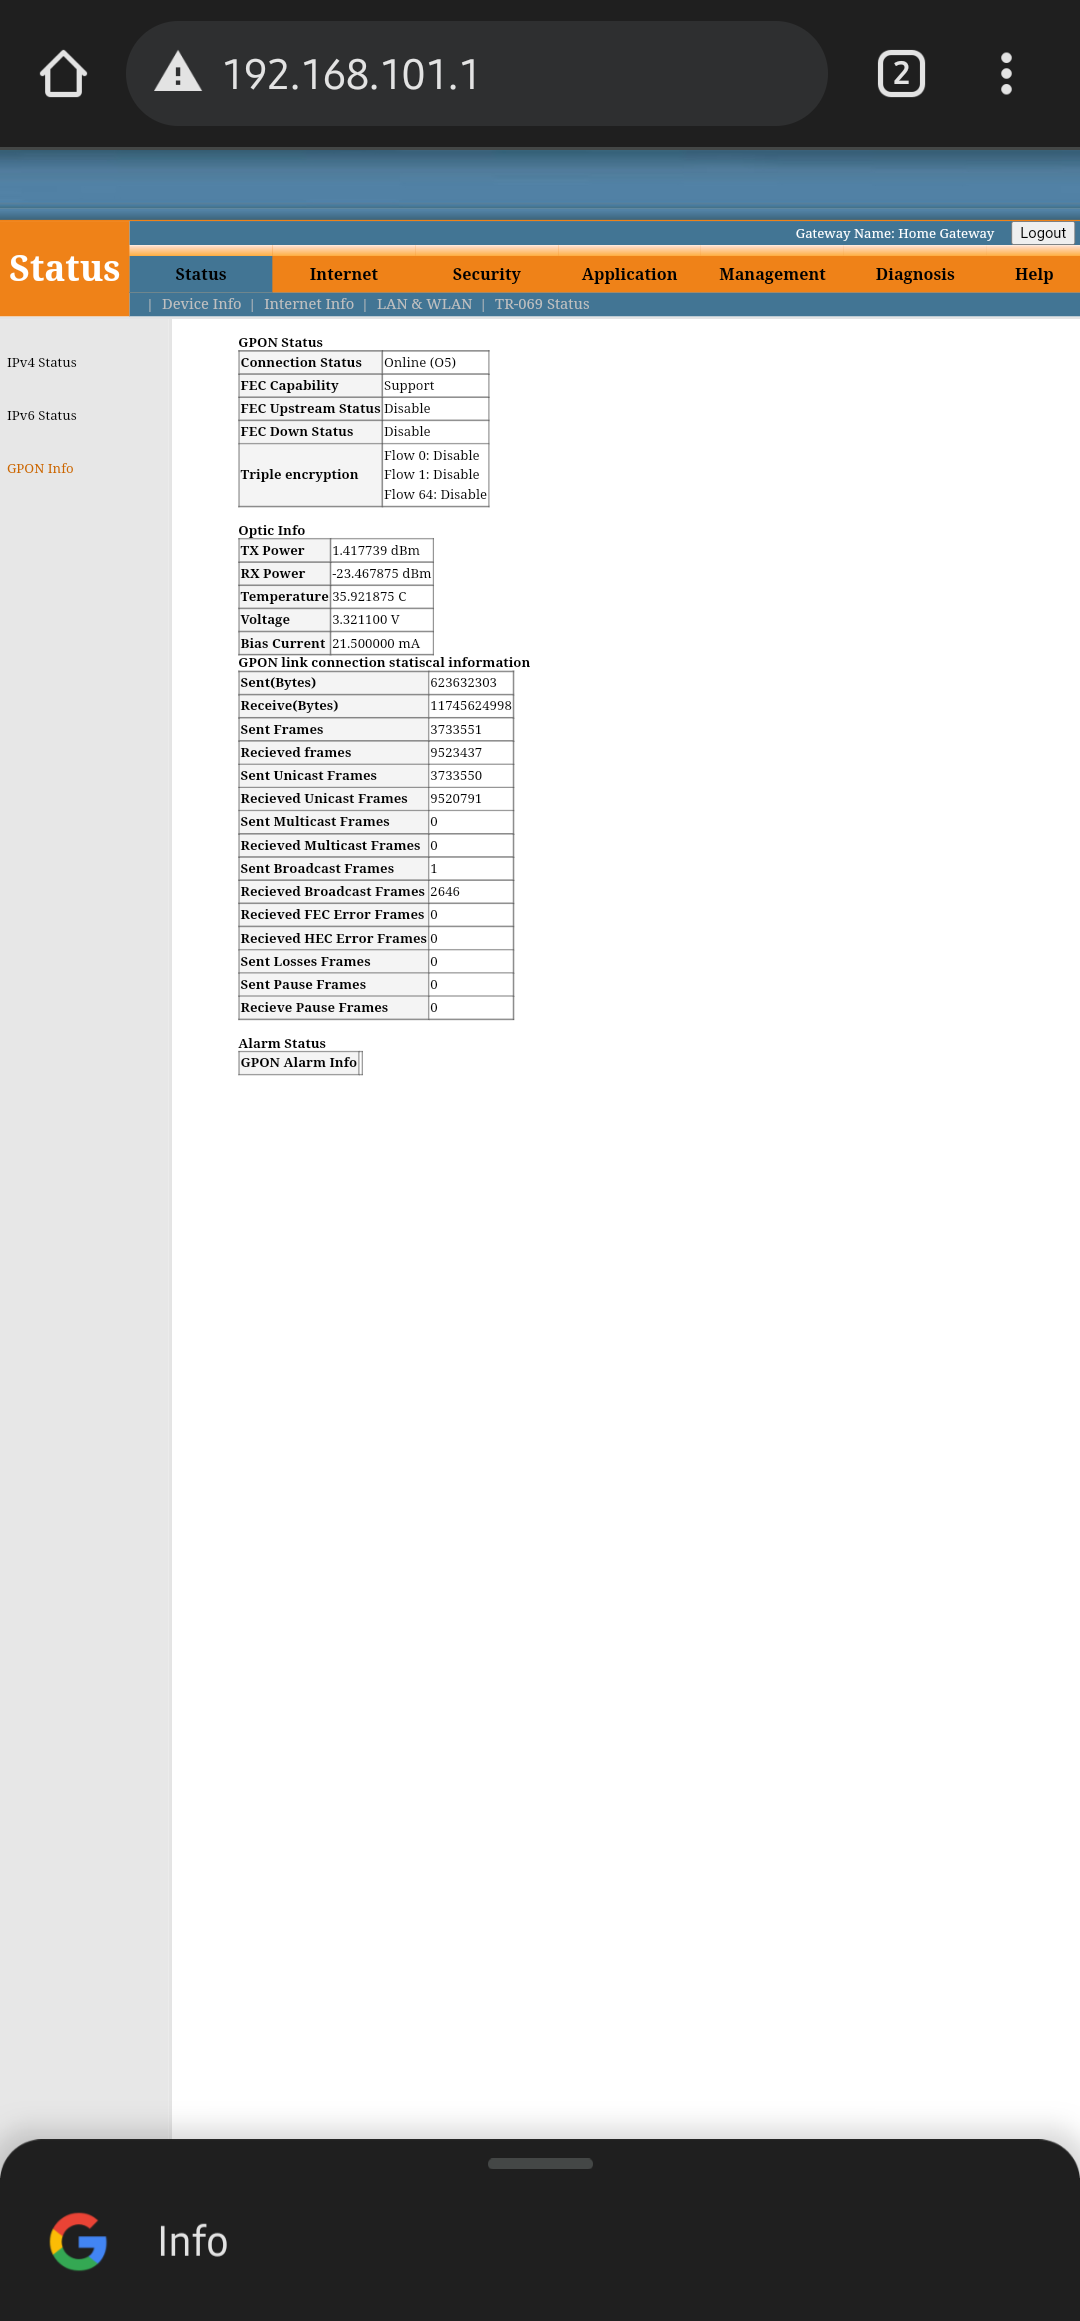 192.168.101.1
2
Gateway Name: Home Gateway Logout
Status
Status Internet Security Application Management Diagnosis Help
| Device Info | Internet Info | LAN & WLAN | TR-069 Status
IPv4 Status
IPv6 Status
GPON Info
GPON Status
Connection Status Online (O5)
FEC Capability Support
FEC Upstream Status Disable
FEC Down Status Disable
Triple encryption Flow 0: Disable
Flow 1: Disable
Flow 64: Disable
Optic Info
TX Power 1.417739 dBm
RX Power -23.467875 dBm
Temperature 35.921875 C
Voltage 3.321100 V
Bias Current 21.500000 mA
GPON link connection statiscal information
Sent(Bytes) 623632303
Receive(Bytes) 11745624998
Sent Frames 3733551
Recieved frames 9523437
Sent Unicast Frames 3733550
Recieved Unicast Frames 9520791
Sent Multicast Frames 0
Recieved Multicast Frames 0
Sent Broadcast Frames 1
Recieved Broadcast Frames 2646
Recieved FEC Error Frames 0
Recieved HEC Error Frames 0
Sent Losses Frames 0
Sent Pause Frames 0
Recieve Pause Frames 0
Alarm Status
GPON Alarm Info
Info